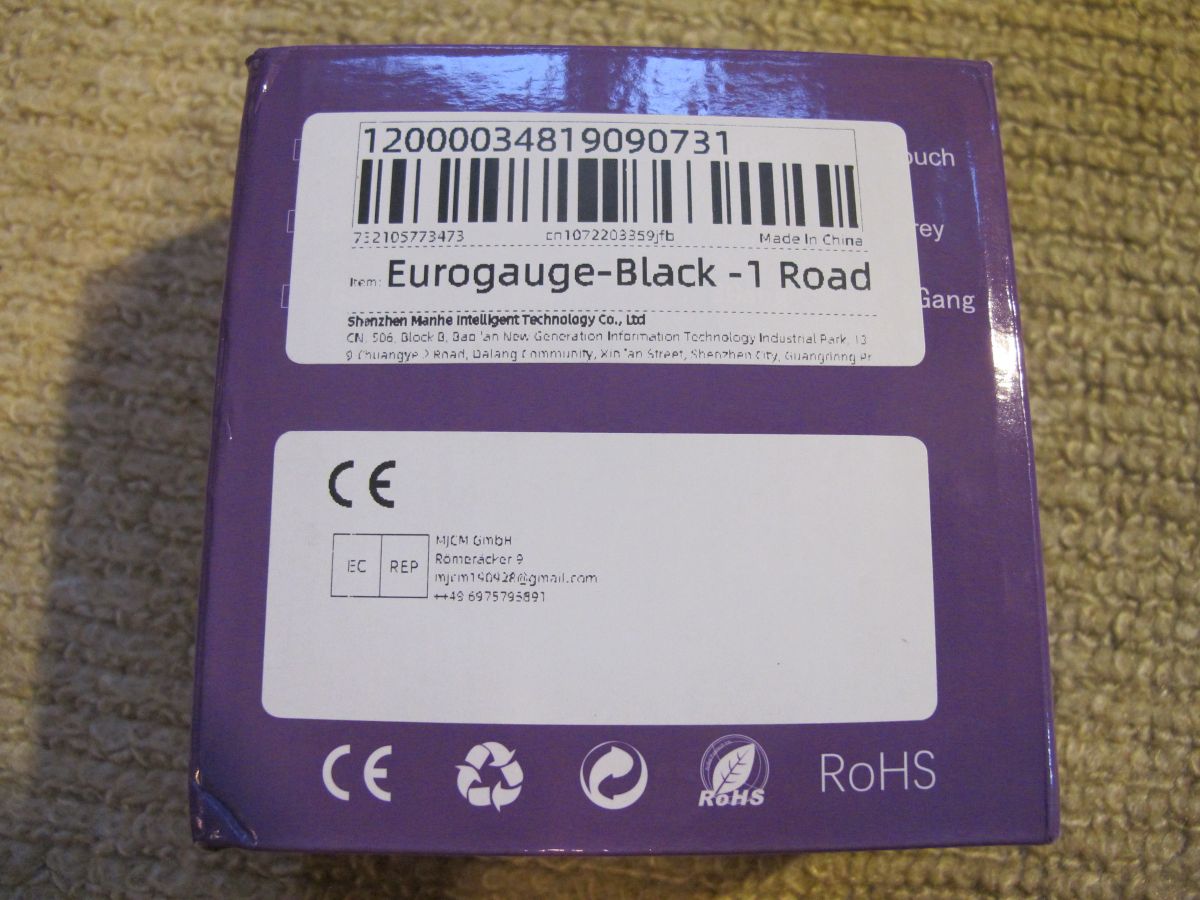 12000034819090731
732105773473 cn1072203359jfb Made In China
Item: Eurogauge-Black -1 Road
Shenzhen Manhe Intelligent Technology Co., Ltd
CN. 506, Block B, Bao 'an New Generation Information Technology Industrial Park, 13
9 Chuangye 2 Road, Dalang Community, Xin 'an Street, Shenzhen City, Guangdong Pr
ouch
rey
Gang
CE
EC REP
MJCM GmbH
Römeräcker 9
mjcm190928@gmail.com
++49 6975795891
CE
RoHS
RoHS